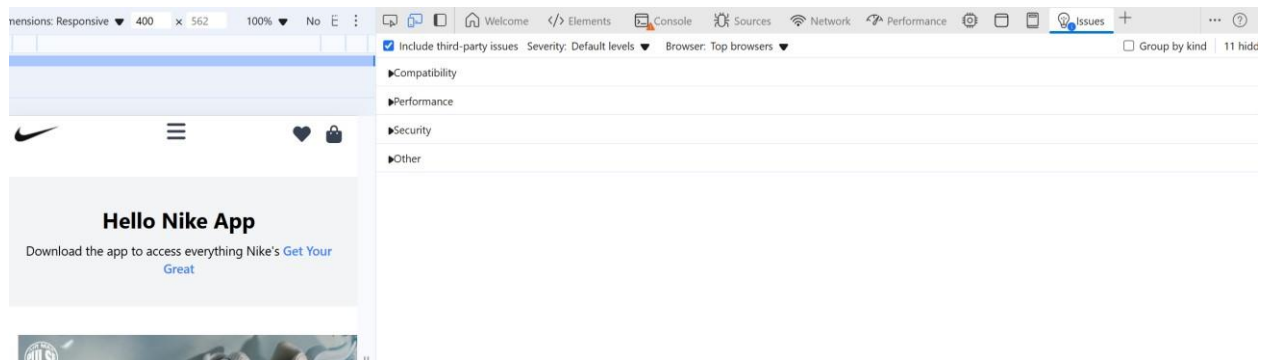 nensions: Responsive ▼ 400 x 562 100% ▼ No
Welcome </> Elements Console Sources Network Performance Issues + ... ?
Include third-party issues Severity: Default levels ▼ Browser: Top browsers ▼ Group by kind 11 hidd
▶Compatibility
▶Performance
▶Security
▶Other
Hello Nike App
Download the app to access everything Nike's Get Your
Great